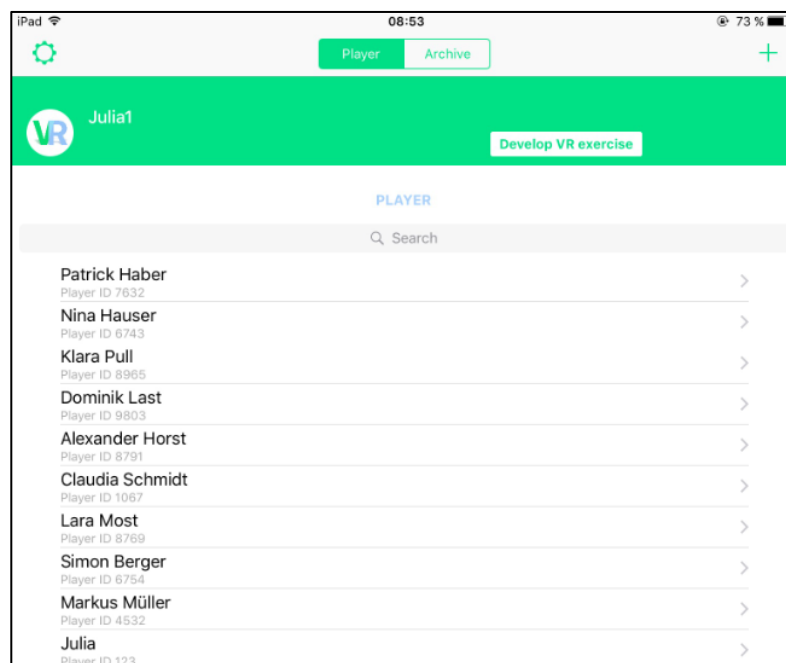 iPad 08:53 73 %
Player Archive +
Julia1
VR
Develop VR exercise
PLAYER
Search
Patrick Haber
Player ID 7632
Nina Hauser
Player ID 6743
Klara Pull
Player ID 8965
Dominik Last
Player ID 9803
Alexander Horst
Player ID 8791
Claudia Schmidt
Player ID 1067
Lara Most
Player ID 8769
Simon Berger
Player ID 6754
Markus Müller
Player ID 4532
Julia
Player ID 123